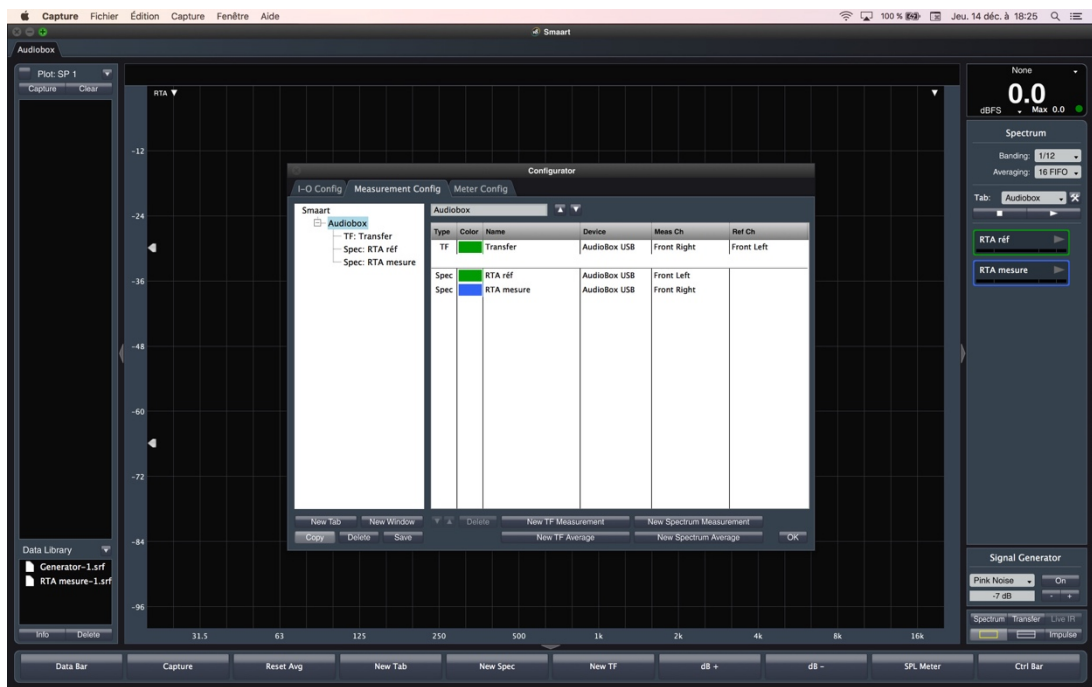 Capture Fichier Édition Capture Fenêtre Aide 100 % Jeu. 14 déc. à 18:25
Smaart
Audiobox
Plot: SP 1
Capture Clear
RTA
-12
-24
-36
-48
-60
-72
-84
-96
31.5 63 125 250 500 1k 2k 4k 8k 16k
Configurator
I-O Config Measurement Config Meter Config
Smaart
Audiobox
TF: Transfer
Spec: RTA réf
Spec: RTA mesure
Audiobox
Type Color Name Device Meas Ch Ref Ch
TF Transfer AudioBox USB Front Right Front Left
Spec RTA réf AudioBox USB Front Left
Spec RTA mesure AudioBox USB Front Right
New Tab New Window Delete New TF Measurement New Spectrum Measurement
Copy Delete Save New TF Average New Spectrum Average OK
Data Library
Generator-1.srf
RTA mesure-1.srf
Info Delete
None
0.0
dBFS Max 0.0
Spectrum
Banding: 1/12
Averaging: 16 FIFO
Tab: Audiobox
RTA réf
RTA mesure
Signal Generator
Pink Noise On
-7 dB - +
Spectrum Transfer Live IR
Impulse
Data Bar Capture Reset Avg New Tab New Spec New TF dB + dB - SPL Meter Ctrl Bar